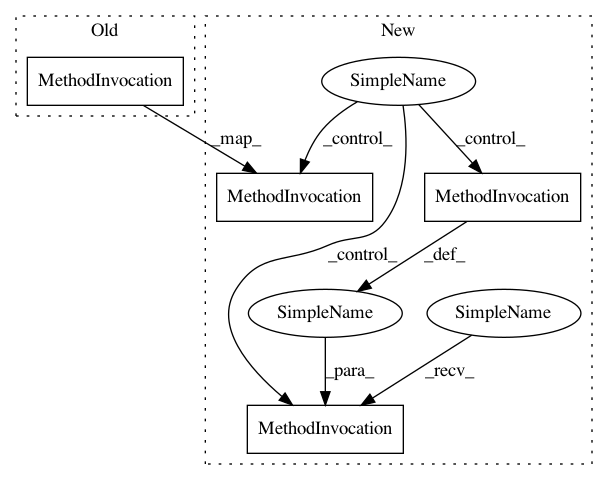 Old
New
MethodInvocation
SimpleName
_map_
_control_
_control_
MethodInvocation
MethodInvocation
_control_
_def_
SimpleName
SimpleName
_para_
_recv_
MethodInvocation